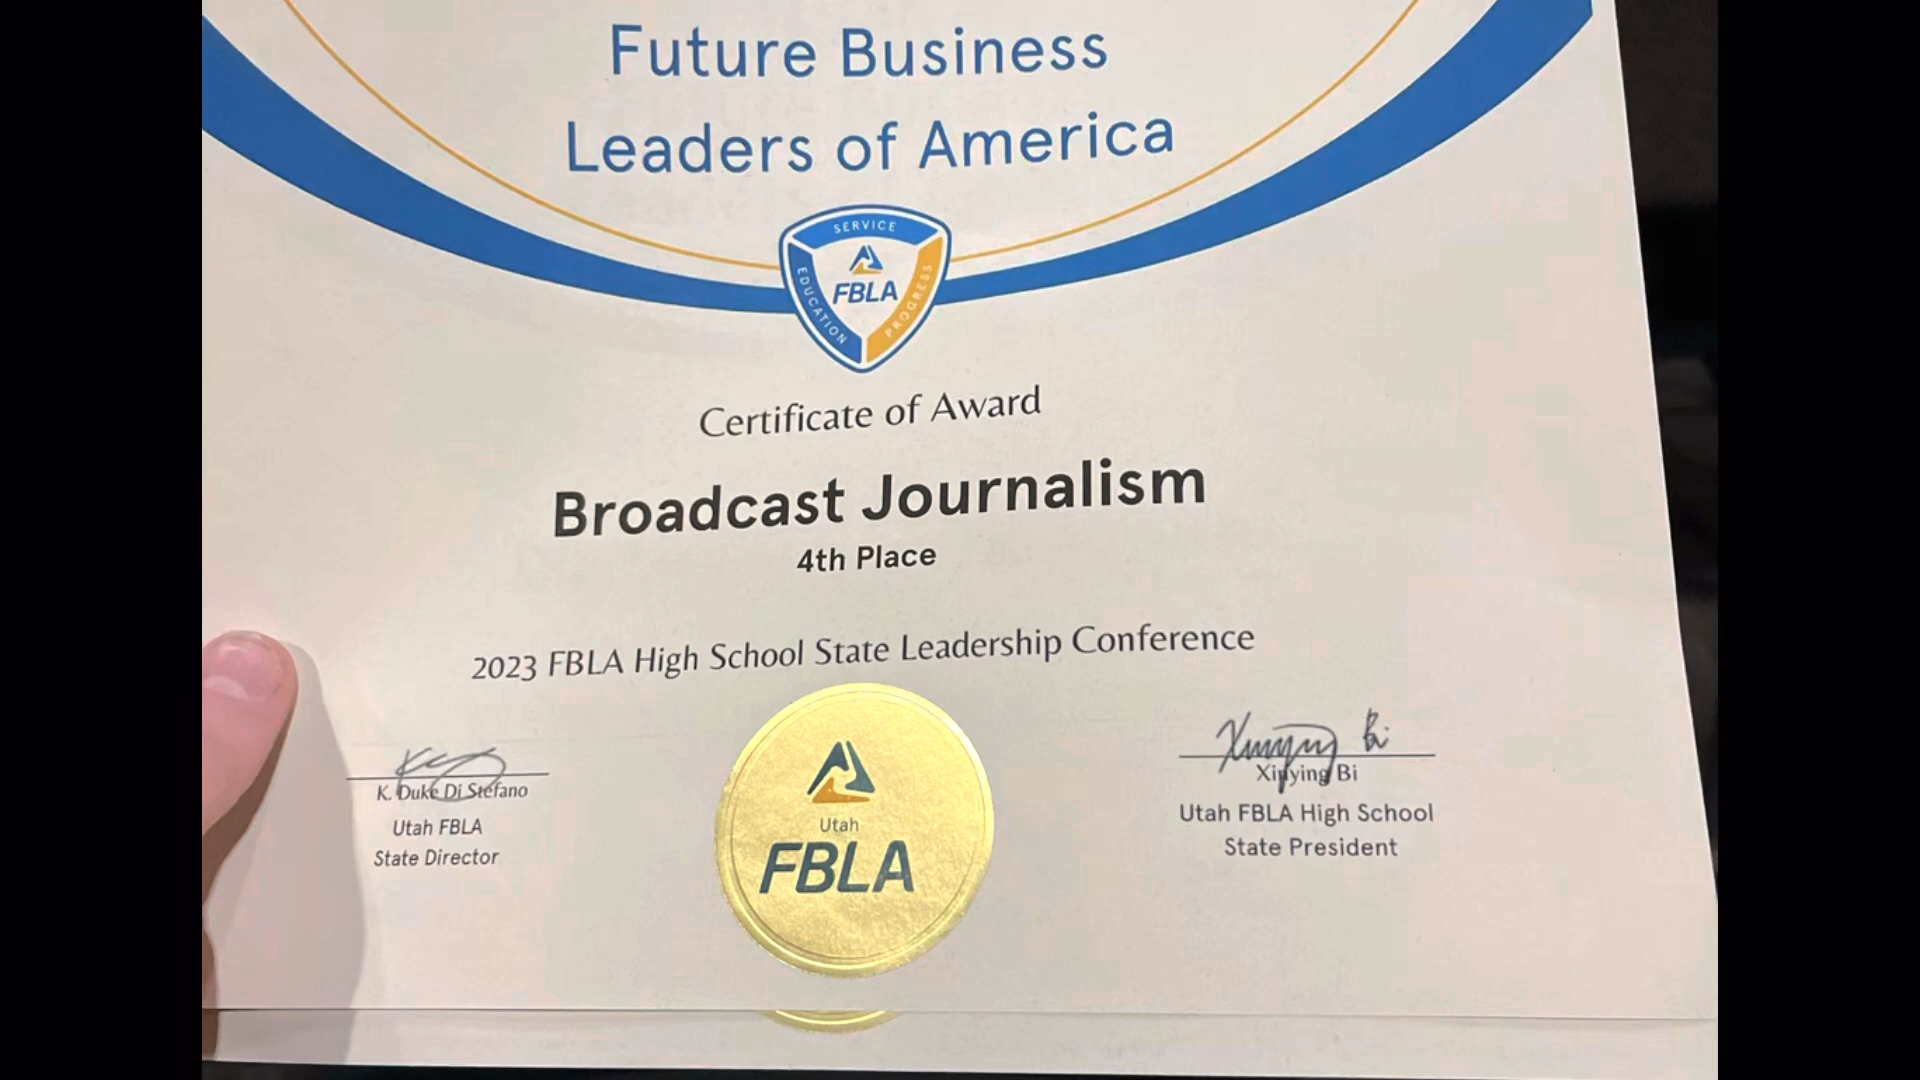 Future Business
Leaders of America
SERVICE
EDUCATION
PROGRESS
FBLA
Certificate of Award
Broadcast Journalism
4th Place
2023 FBLA High School State Leadership Conference
K. Duke Di Stefano
Utah FBLA
State Director
Utah
FBLA
Xinying Bi
Xinying Bi
Utah FBLA High School
State President